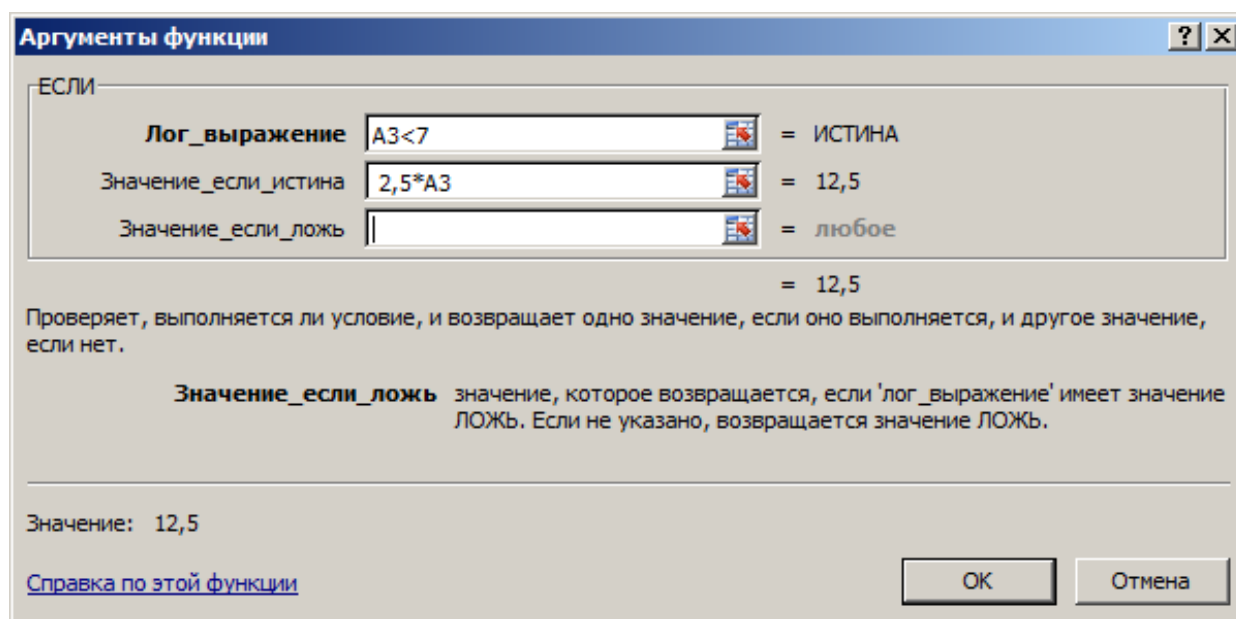 Аргументы функции
ЕСЛИ
Лог_выражение A3<7 = ИСТИНА
Значение_если_истина 2,5*A3 = 12,5
Значение_если_ложь = любое
= 12,5
Проверяет, выполняется ли условие, и возвращает одно значение, если оно выполняется, и другое значение,
если нет.
Значение_если_ложь значение, которое возвращается, если 'лог_выражение' имеет значение
ЛОЖЬ. Если не указано, возвращается значение ЛОЖЬ.
Значение: 12,5
Справка по этой функции OK Отмена